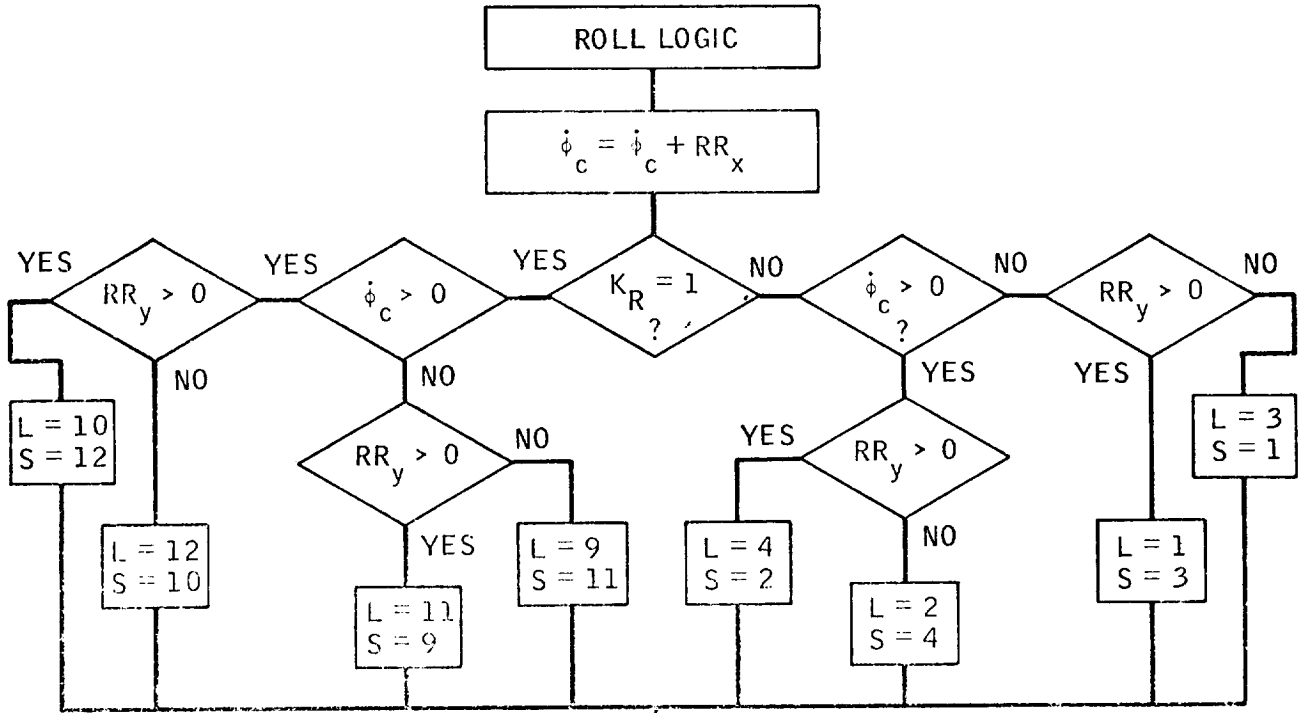 ROLL LOGIC
φ̇c = φ̇c + RRx
YES
RRy > 0
YES
φ̇c > 0
YES
KR = 1
?
NO
φ̇c > 0
?
NO
RRy > 0
NO
NO
NO
YES
YES
L = 10
S = 12
RRy > 0
NO
YES
RRy > 0
L = 3
S = 1
L = 12
S = 10
YES
L = 9
S = 11
L = 4
S = 2
NO
L = 1
S = 3
L = 11
S = 9
L = 2
S = 4